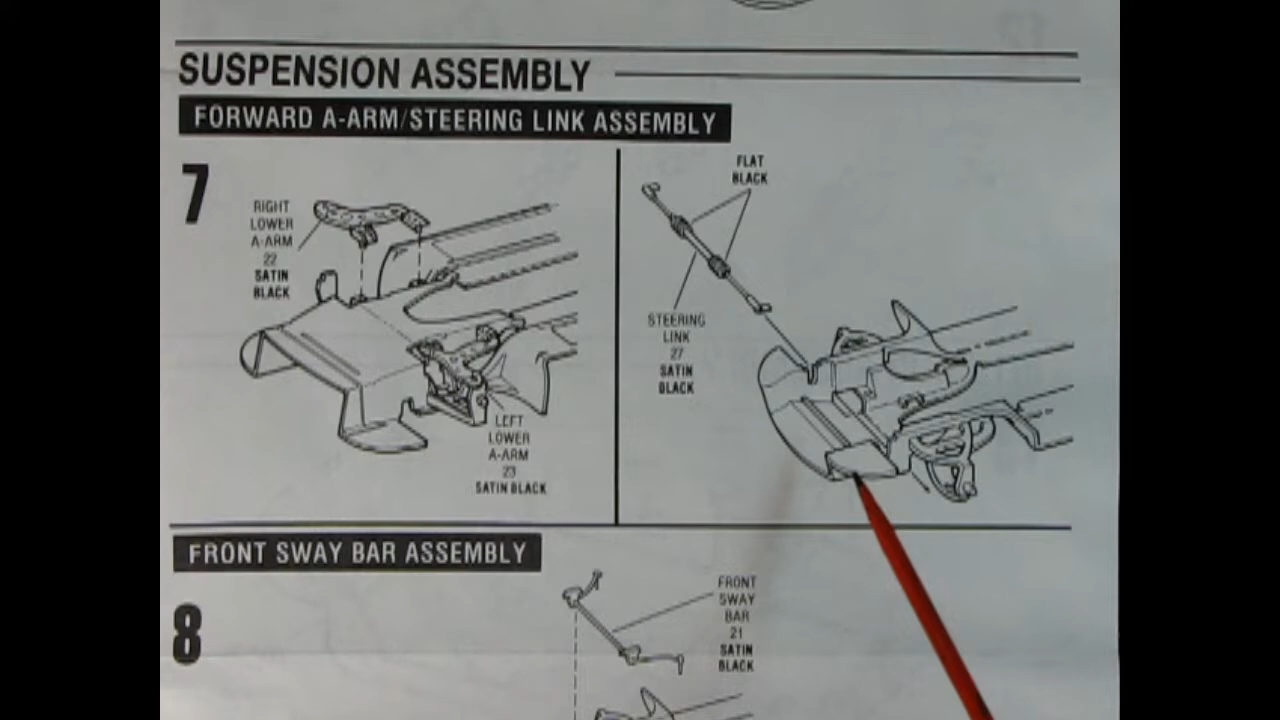 SUSPENSION ASSEMBLY
FORWARD A-ARM/STEERING LINK ASSEMBLY
7
RIGHT
LOWER
A-ARM
22
SATIN
BLACK
LEFT
LOWER
A-ARM
23
SATIN BLACK
FLAT
BLACK
STEERING
LINK
27
SATIN
BLACK
FRONT SWAY BAR ASSEMBLY
8
FRONT
SWAY
BAR
21
SATIN
BLACK